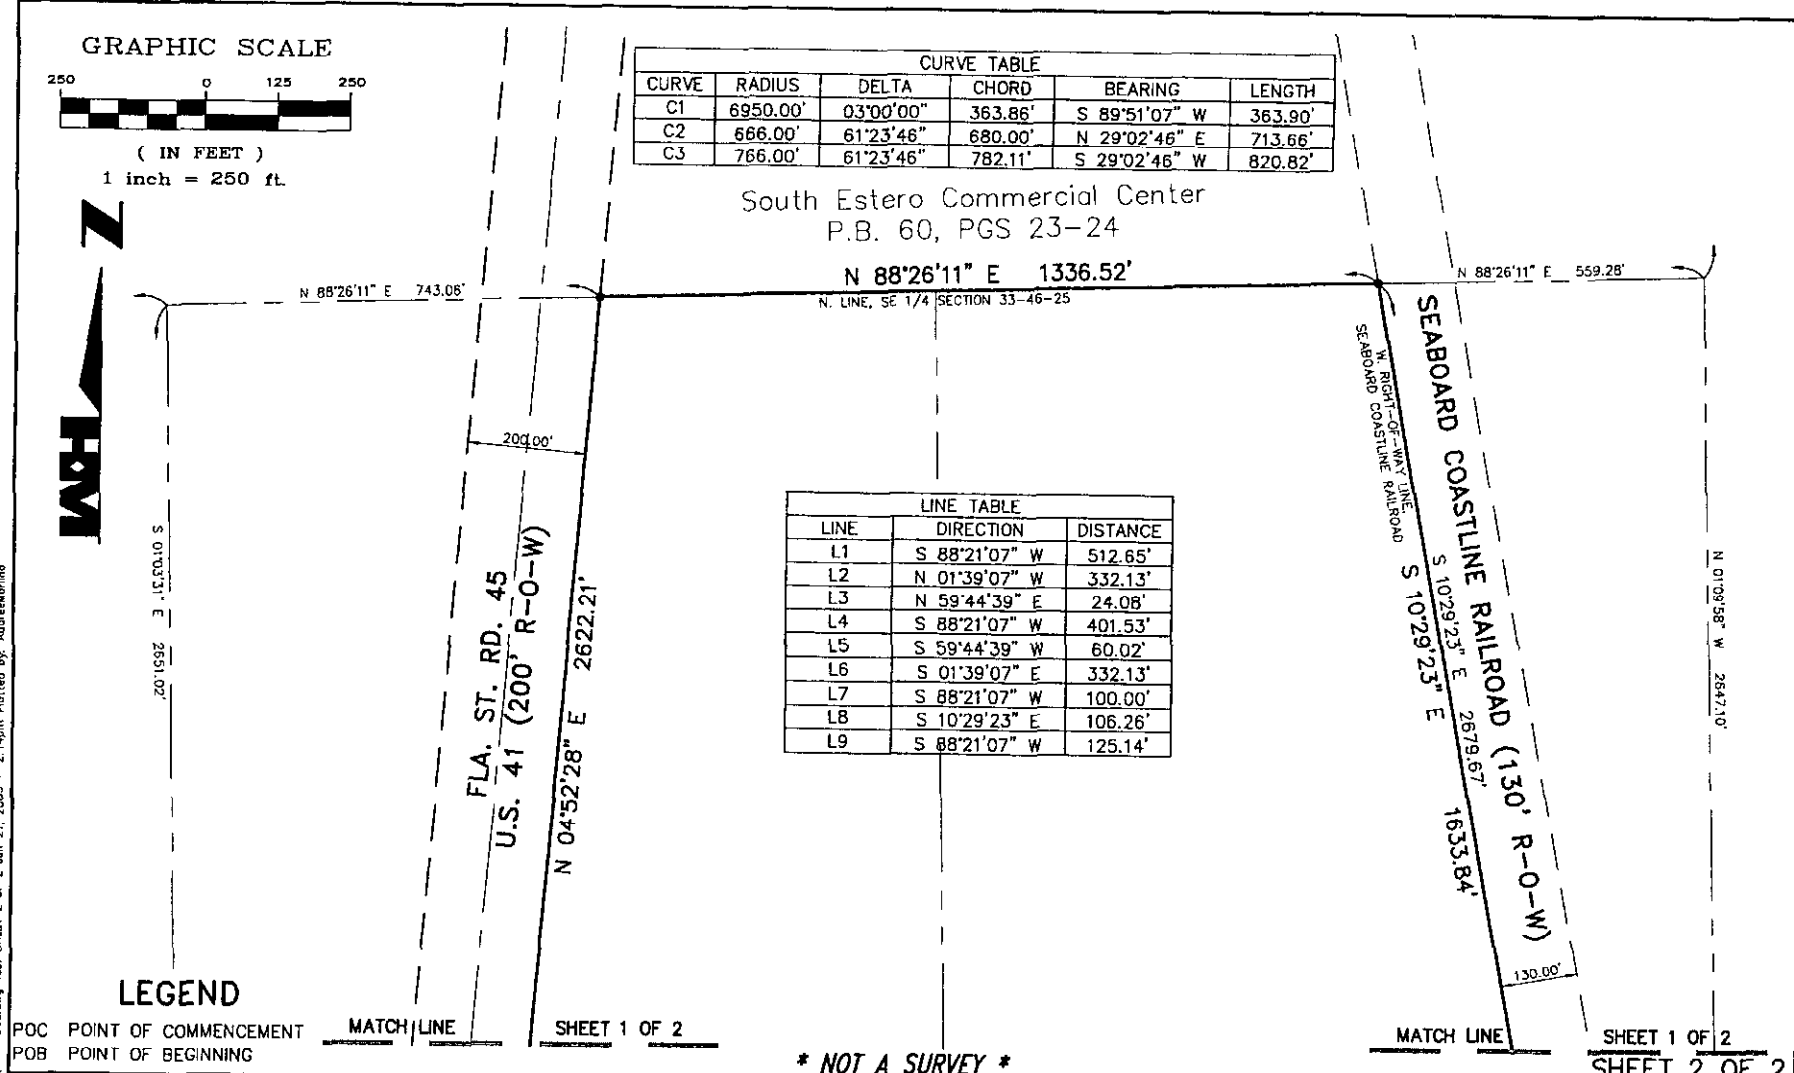 GRAPHIC SCALE
250 0 125 250
( IN FEET )
1 inch = 250 ft.
CURVE TABLE
CURVE RADIUS DELTA CHORD BEARING LENGTH
C1 6950.00' 03°00'00" 363.86' S 89°51'07" W 363.90'
C2 666.00' 61°23'46" 680.00' N 29°02'46" E 713.66'
C3 766.00' 61°23'46" 782.11' S 29°02'46" W 820.82'
South Estero Commercial Center
P.B. 60, PGS 23-24
Z
N 88°26'11" E 743.06'
N 88°26'11" E 1336.52'
N. LINE, SE 1/4 SECTION 33-46-25
N 88°26'11" E 559.28'
200.00'
S 01°03'31" E 2651.02'
FLA. ST. RD. 45
U.S. 41 (200' R-O-W)
N 04°52'28" E 2622.21'
LINE TABLE
LINE DIRECTION DISTANCE
L1 S 88°21'07" W 512.65'
L2 N 01°39'07" W 332.13'
L3 N 59°44'39" E 24.08'
L4 S 88°21'07" W 401.53'
L5 S 59°44'39" W 60.02'
L6 S 01°39'07" E 332.13'
L7 S 88°21'07" W 100.00'
L8 S 10°29'23" E 106.26'
L9 S 88°21'07" W 125.14'
W. RIGHT-OF-WAY LINE,
SEABOARD COASTLINE RAILROAD
S 10°29'23" E 1633.84'
S 10°29'23" E 2679.67'
SEABOARD COASTLINE RAILROAD (130' R-O-W)
N 01°09'58" W 2647.10'
130.00'
LEGEND
POC POINT OF COMMENCEMENT
POB POINT OF BEGINNING
MATCH LINE SHEET 1 OF 2
* NOT A SURVEY *
MATCH LINE SHEET 1 OF 2
SHEET 2 OF 2